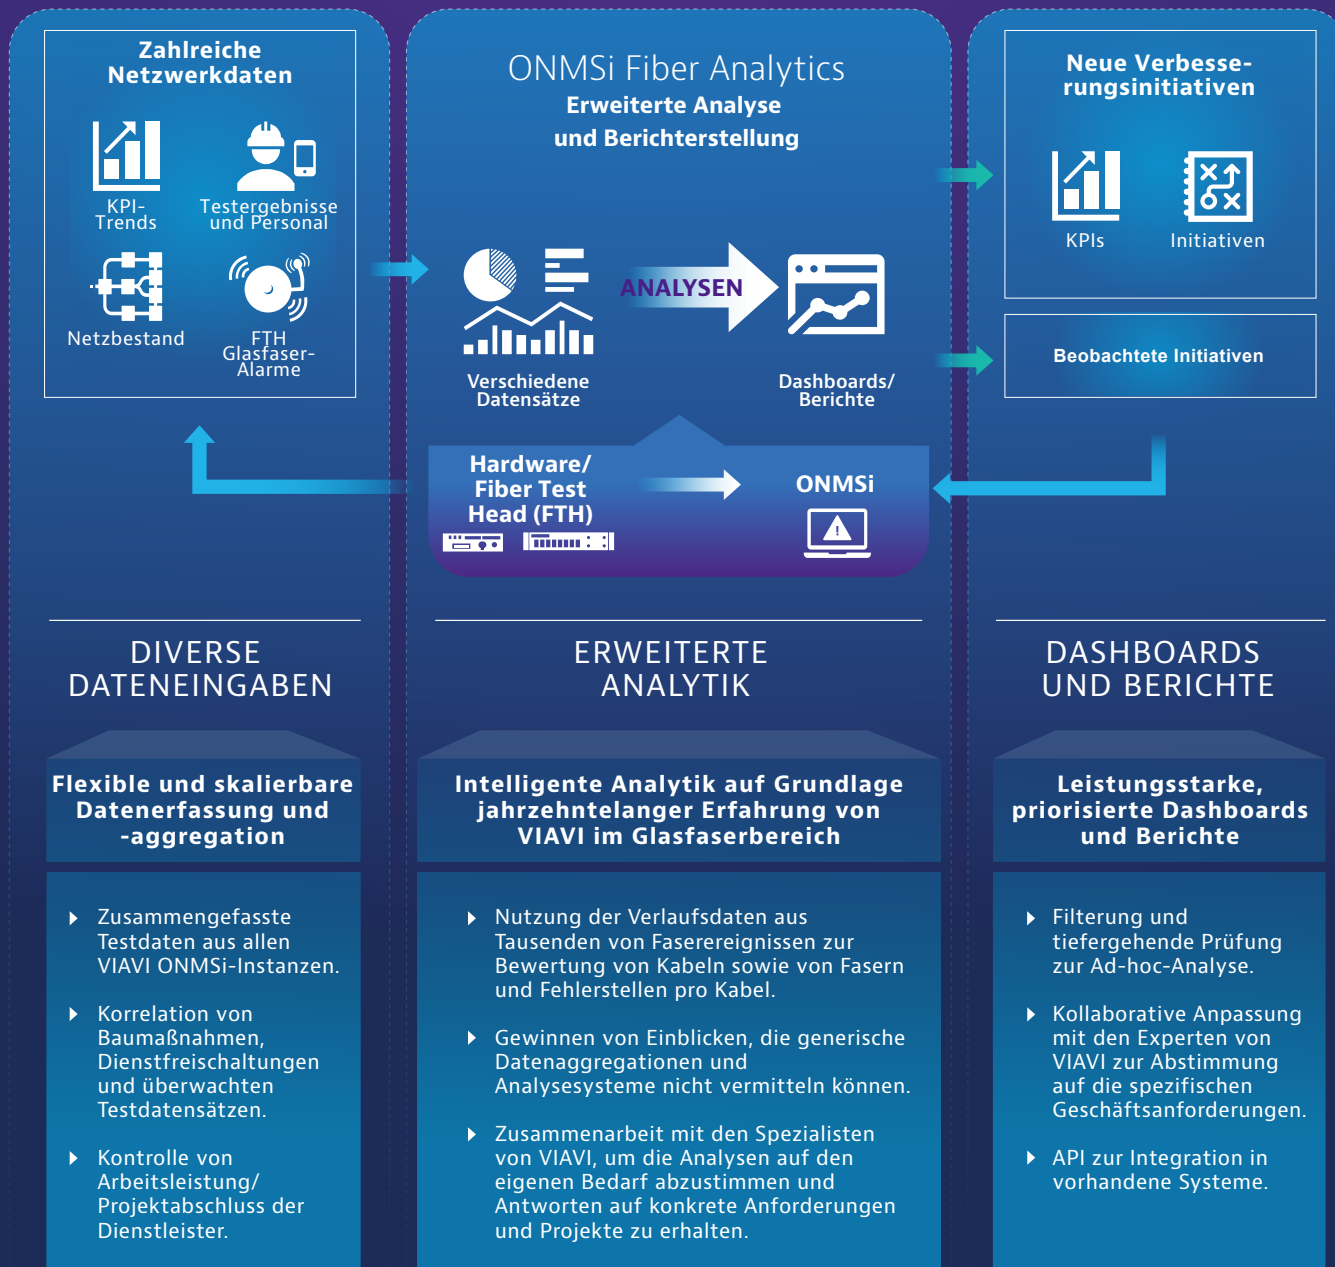 Zahlreiche
Netzwerkdaten
KPI-
Trends
Testergebnisse
und Personal
Netzbestand
FTH
Glasfaser-
Alarme
ONMSi Fiber Analytics
Erweiterte Analyse
und Berichterstellung
ANALYSEN
Verschiedene
Datensätze
Dashboards/
Berichte
Hardware/
Fiber Test
Head (FTH)
ONMSi
Neue Verbesse-
rungsinitiativen
KPIs
Initiativen
Beobachtete Initiativen
DIVERSE
DATENEINGABEN
Flexible und skalierbare
Datenerfassung und
-aggregation
Zusammengefasste
Testdaten aus allen
VIAVI ONMSi-Instanzen.
Korrelation von
Baumaßnahmen,
Dienstfreischaltungen
und überwachten
Testdatensätzen.
Kontrolle von
Arbeitsleistung/
Projektabschluss der
Dienstleister.
ERWEITERTE
ANALYTIK
Intelligente Analytik auf Grundlage
jahrzehntelanger Erfahrung von
VIAVI im Glasfaserbereich
Nutzung der Verlaufsdaten aus
Tausenden von Faserereignissen zur
Bewertung von Kabeln sowie von Fasern
und Fehlerstellen pro Kabel.
Gewinnen von Einblicken, die generische
Datenaggregationen und
Analysesysteme nicht vermitteln können.
Zusammenarbeit mit den Spezialisten
von VIAVI, um die Analysen auf den
eigenen Bedarf abzustimmen und
Antworten auf konkrete Anforderungen
und Projekte zu erhalten.
DASHBOARDS
UND BERICHTE
Leistungsstarke,
priorisierte Dashboards
und Berichte
Filterung und
tiefergehende Prüfung
zur Ad-hoc-Analyse.
Kollaborative Anpassung
mit den Experten von
VIAVI zur Abstimmung
auf die spezifischen
Geschäftsanforderungen.
API zur Integration in
vorhandene Systeme.